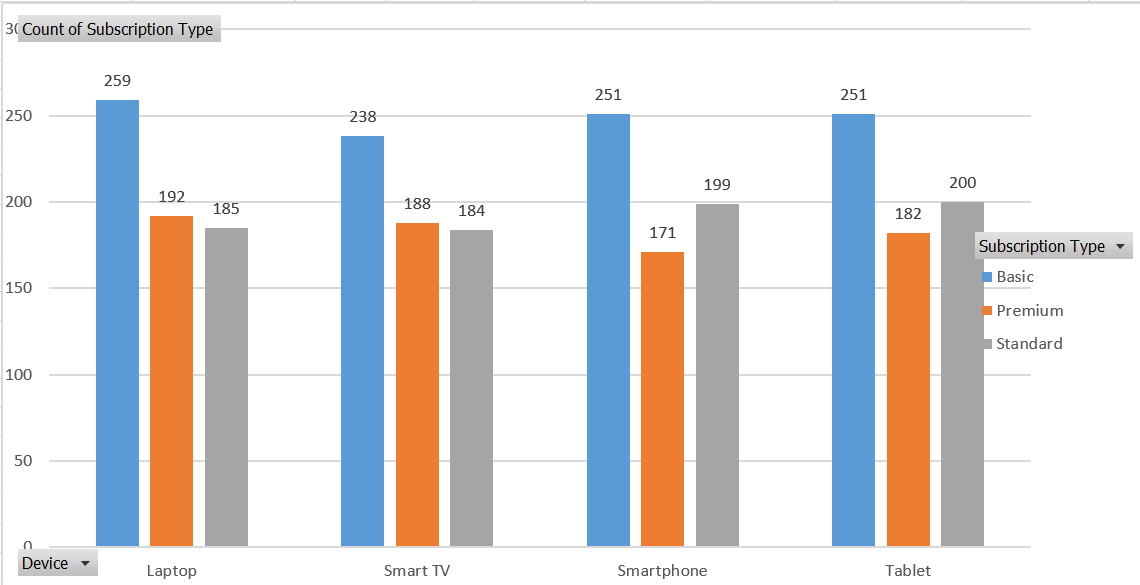 Count of Subscription Type
259
238
251
251
250
192
185
188
184
171
199
182
200
200
150
100
50
0
Subscription Type
Basic
Premium
Standard
Device
Laptop
Smart TV
Smartphone
Tablet